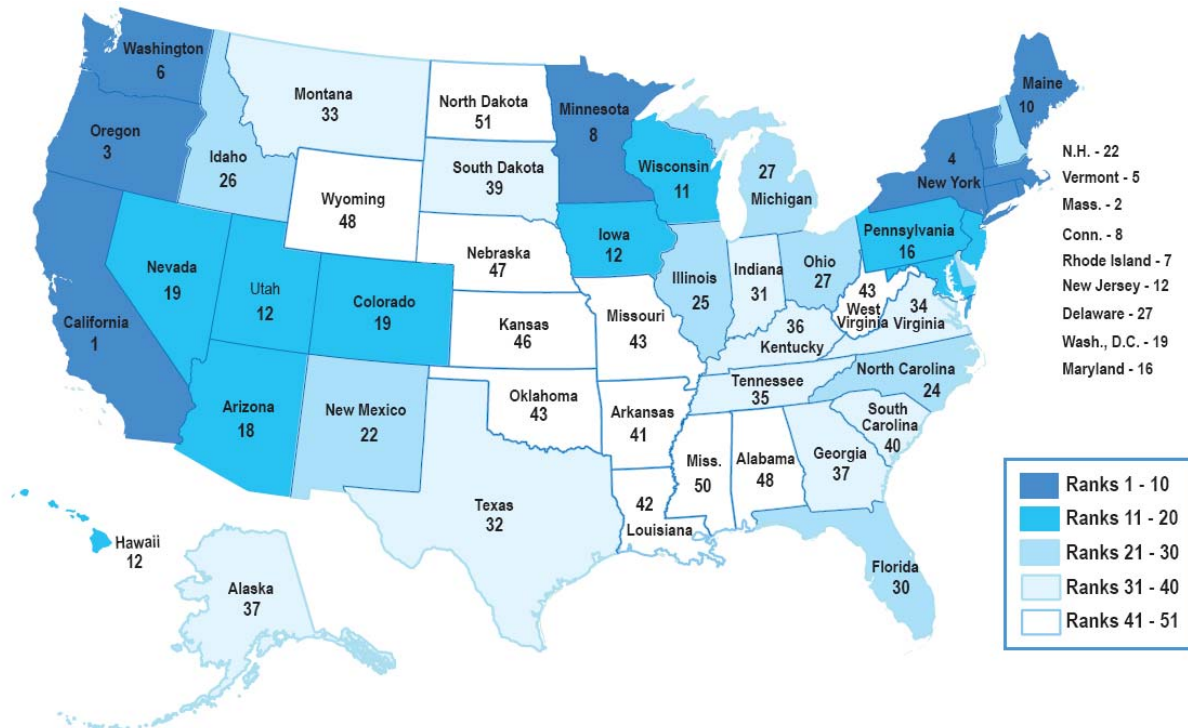 Washington
6
Oregon
3
California
1
Idaho
26
Nevada
19
Montana
33
Wyoming
48
Utah
12
Colorado
19
Arizona
18
New Mexico
22
North Dakota
51
South Dakota
39
Nebraska
47
Kansas
46
Oklahoma
43
Texas
32
Minnesota
8
Iowa
12
Missouri
43
Arkansas
41
42
Louisiana
Wisconsin
11
Illinois
25
27
Michigan
Indiana
31
Ohio
27
36
Kentucky
Tennessee
35
Miss.
50
Alabama
48
Georgia
37
Florida
30
South
Carolina
40
North Carolina
24
43
West
Virginia
34
Virginia
Pennsylvania
16
4
New York
Maine
10
Hawaii
12
Alaska
37
N.H. - 22
Vermont - 5
Mass. - 2
Conn. - 8
Rhode Island - 7
New Jersey - 12
Delaware - 27
Wash., D.C. - 19
Maryland - 16
Ranks 1 - 10
Ranks 11 - 20
Ranks 21 - 30
Ranks 31 - 40
Ranks 41 - 51